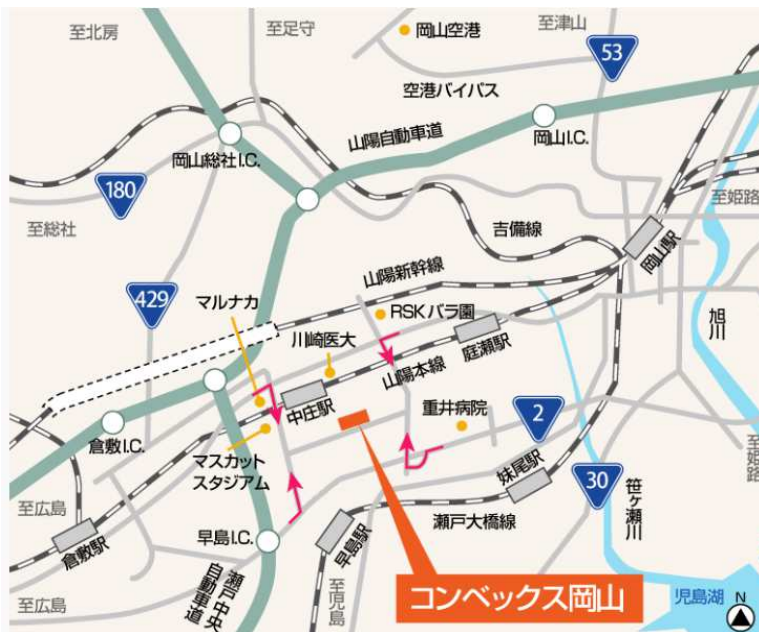 至北房
至足守
岡山空港
至津山
53
空港バイパス
山陽自動車道
岡山I.C.
岡山総社I.C.
180
至総社
吉備線
至姫路
岡山駅
山陽新幹線
429
マルナカ
RSKバラ園
旭川
川崎医大
庭瀬駅
山陽本線
中庄駅
重井病院
2
倉敷I.C.
マスカット
スタジアム
至姫路
妹尾駅
30
笹ヶ瀬川
至広島
瀬戸大橋線
倉敷駅
早島I.C.
早島駅
瀬戸中央
自動車道
至児島
至広島
コンベックス岡山
児島湖
N